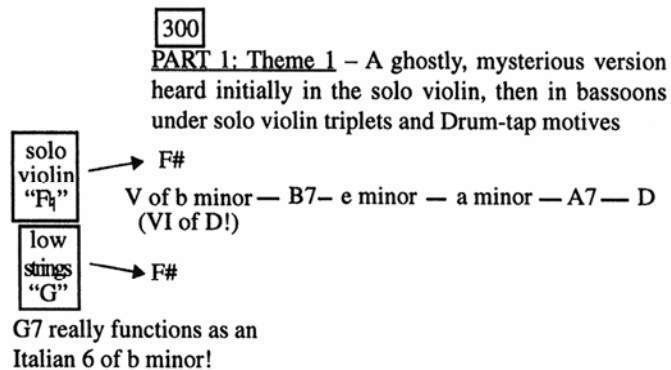 300
PART 1: Theme 1 – A ghostly, mysterious version
heard initially in the solo violin, then in bassoons
under solo violin triplets and Drum-tap motives
solo
violin
“F♮”
F#
V of b minor — B7– e minor — a minor — A7 — D
(VI of D!)
low
strings
“G”
F#
G7 really functions as an
Italian 6 of b minor!